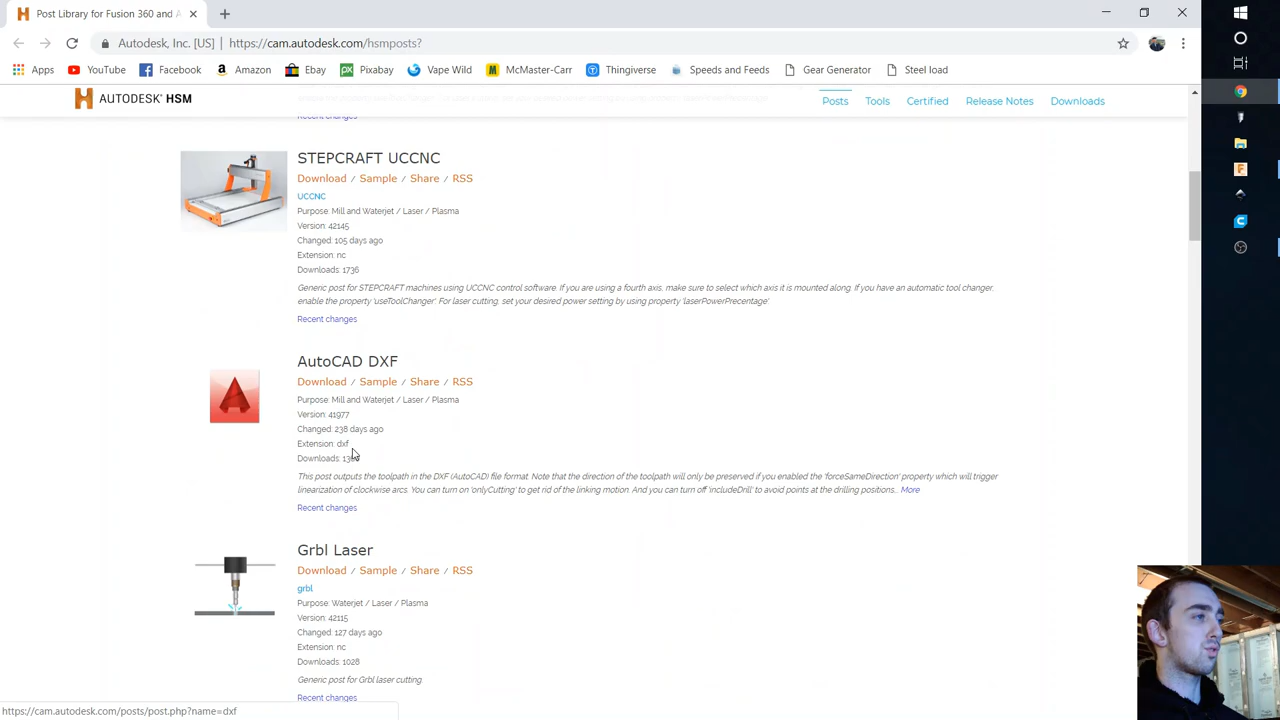 Post Library for Fusion 360 and A
Autodesk, Inc. [US]
https://cam.autodesk.com/hsmposts?
Apps
YouTube
Facebook
Amazon
Ebay
Pixabay
Vape Wild
McMaster-Carr
Thingiverse
Speeds and Feeds
Gear Generator
Steel load
AUTODESK® HSM
Posts
Tools
Certified
Release Notes
Downloads
Recent changes
STEPCRAFT UCCNC
Download / Sample / Share / RSS
UCCNC
Purpose: Mill and Waterjet / Laser / Plasma
Version: 42145
Changed: 105 days ago
Extension: nc
Downloads: 1736
Generic post for STEPCRAFT machines using UCCNC control software. If you are using a fourth axis, make sure to select which axis it is mounted along. If you have an automatic tool changer,
enable the property 'useToolChanger'. For laser cutting, set your desired power setting by using property 'laserPowerPrecentage'.
Recent changes
AutoCAD DXF
Download / Sample / Share / RSS
Purpose: Mill and Waterjet / Laser / Plasma
Version: 41977
Changed: 238 days ago
Extension: dxf
Downloads:
This post outputs the toolpath in the DXF (AutoCAD) file format. Note that the direction of the toolpath will only be preserved if you enabled the 'forceSameDirection' property which will trigger
linearization of clockwise arcs. You can turn on 'onlyCutting' to get rid of the linking motion. And you can turn off 'includeDrill' to avoid points at the drilling positions... More
Recent changes
Grbl Laser
Download / Sample / Share / RSS
grbl
Purpose: Waterjet / Laser / Plasma
Version: 42115
Changed: 127 days ago
Extension: nc
Downloads: 1028
Generic post for Grbl laser cutting.
Recent changes
https://cam.autodesk.com/posts/post.php?name=dxf